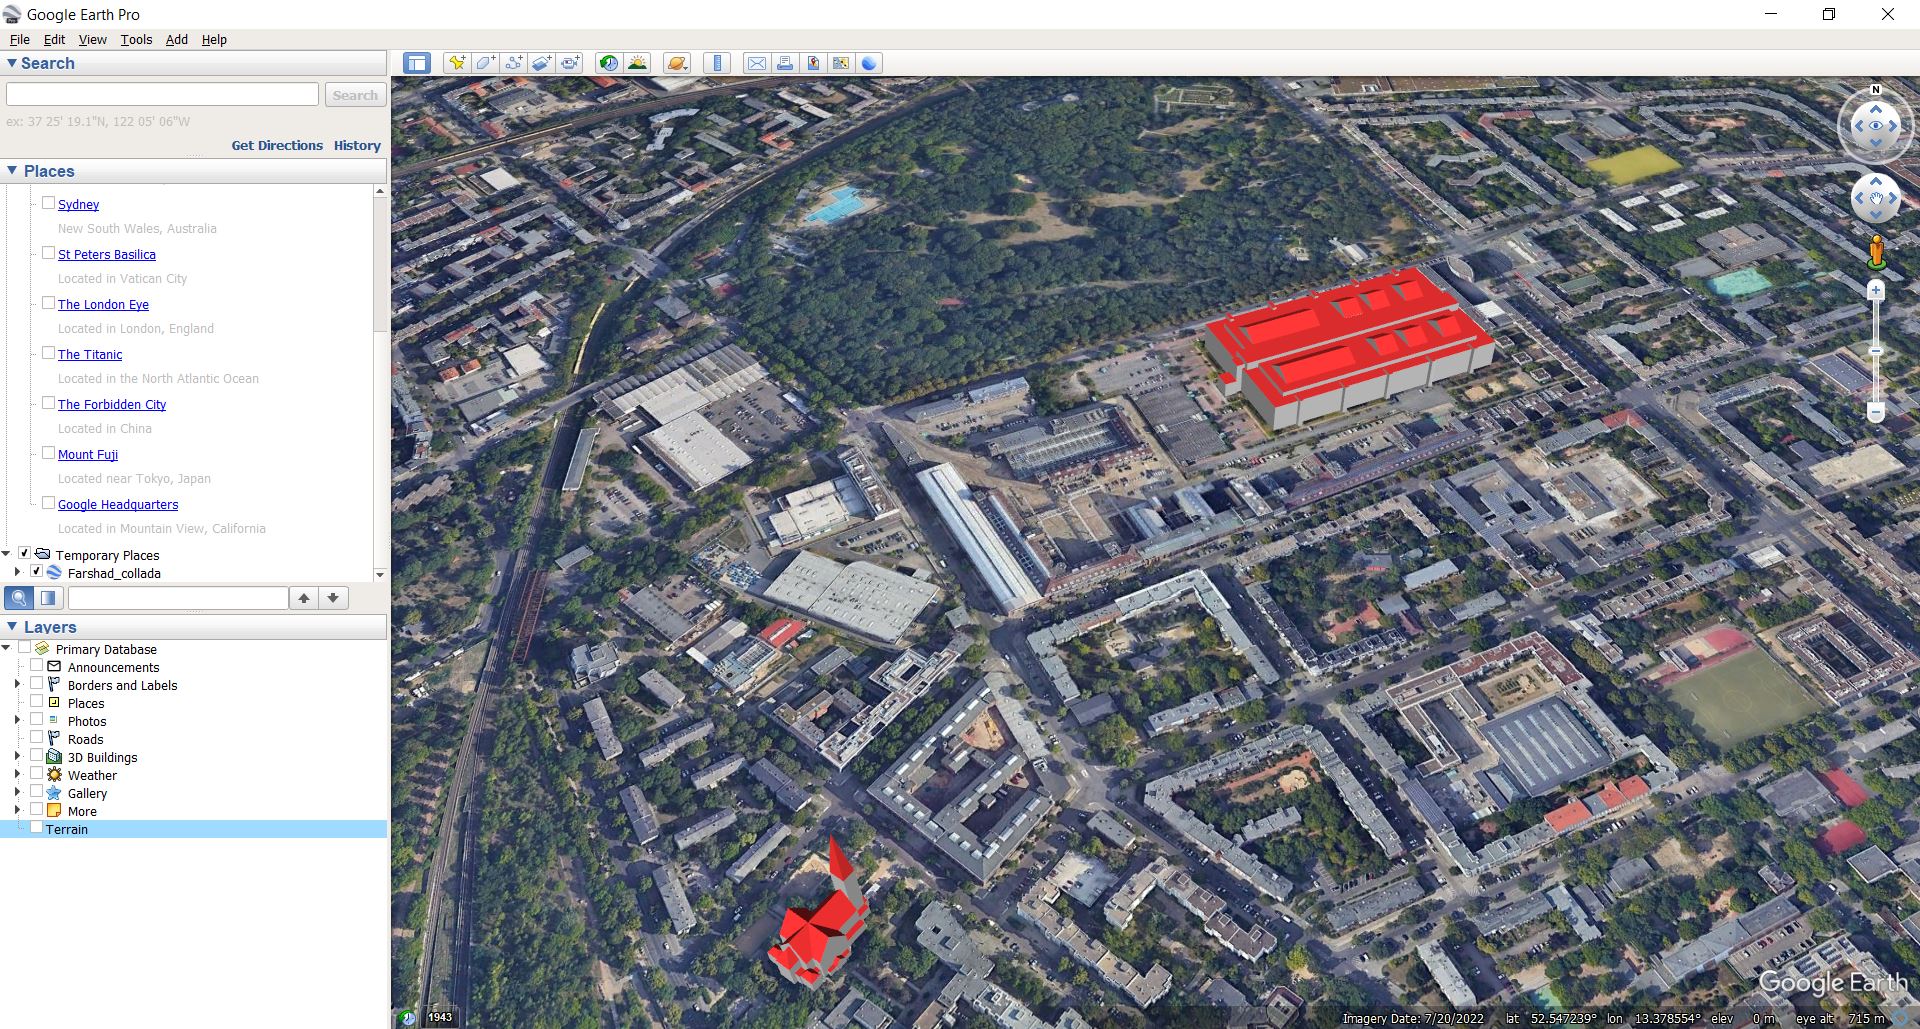 Google Earth Pro
File Edit View Tools Add Help
Search
Search
ex: 37 25' 19.1"N, 122 05' 06"W
Get Directions History
Places
Sydney
New South Wales, Australia
St Peters Basilica
Located in Vatican City
The London Eye
Located in London, England
The Titanic
Located in the North Atlantic Ocean
The Forbidden City
Located in China
Mount Fuji
Located near Tokyo, Japan
Google Headquarters
Located in Mountain View, California
Temporary Places
Farshad_collada
Layers
Primary Database
Announcements
Borders and Labels
Places
Photos
Roads
3D Buildings
Weather
Gallery
More
Terrain
N
Google Earth
1943
Imagery Date: 7/20/2022 lat 52.547239° lon 13.378554° elev 0 m eye alt 715 m